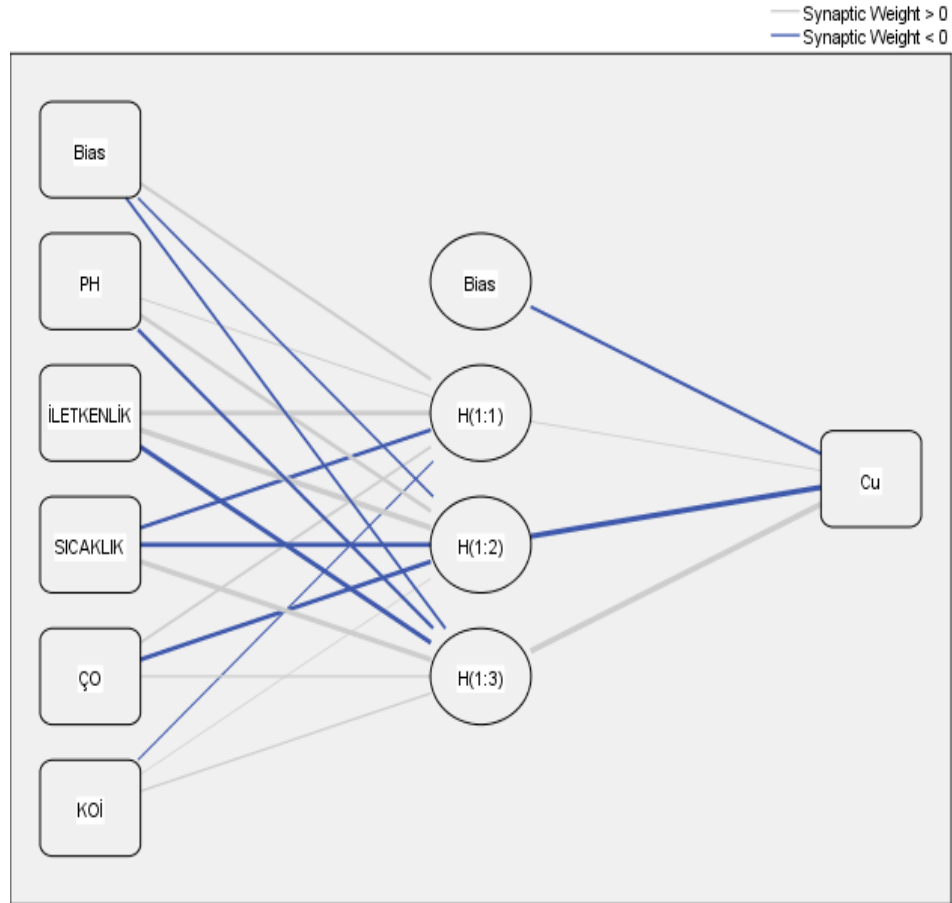 Synaptic Weight > 0
Synaptic Weight < 0
Bias
PH
İLETKENLİK
SICAKLIK
ÇO
KOİ
Bias
H(1:1)
H(1:2)
H(1:3)
Cu